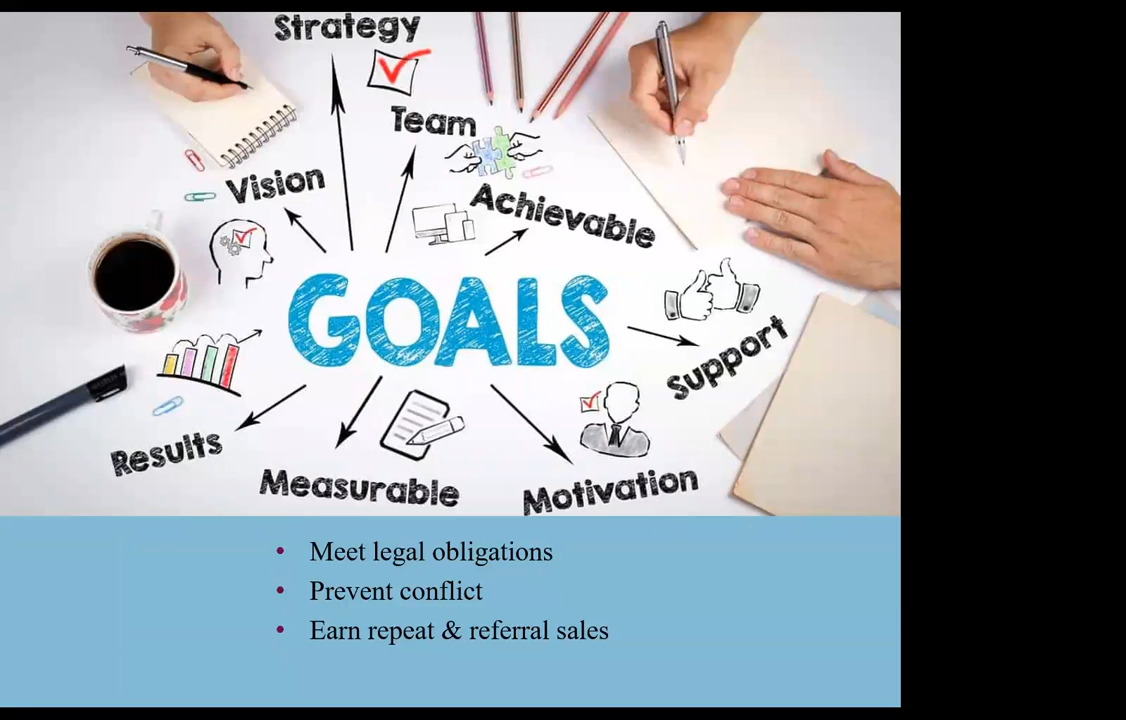 Strategy
Team
Vision
Achievable
GOALS
Support
Results
Measurable
Motivation
• Meet legal obligations
• Prevent conflict
• Earn repeat & referral sales